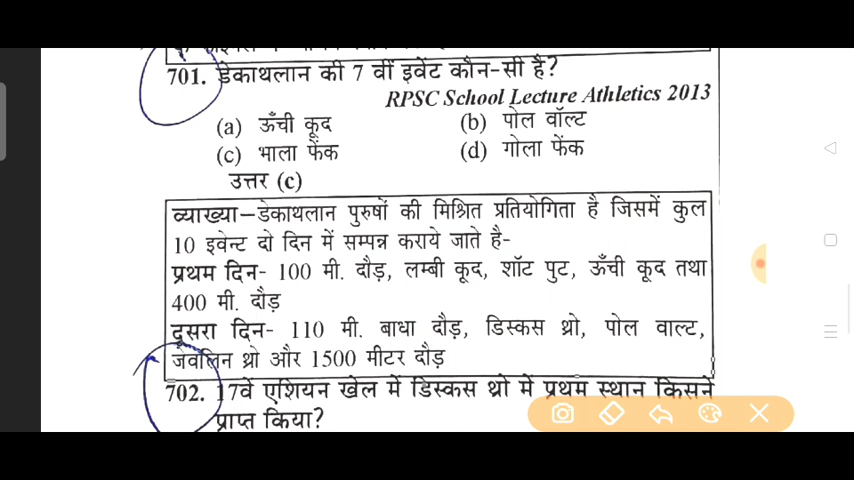 701. डेकाथलान की 7 वीं इवेंट कौन-सी है?
RPSC School Lecture Athletics 2013
(a) ऊँची कूद (b) पोल वॉल्ट
(c) भाला फेंक (d) गोला फेंक
उत्तर (c)
व्याख्या–डेकाथलान पुरुषों की मिश्रित प्रतियोगिता है जिसमें कुल
10 इवेन्ट दो दिन में सम्पन्न कराये जाते है-
प्रथम दिन- 100 मी. दौड़, लम्बी कूद, शॉट पुट, ऊँची कूद तथा
400 मी. दौड़
दूसरा दिन- 110 मी. बाधा दौड़, डिस्कस थ्रो, पोल वाल्ट,
जेवलिन थ्रो और 1500 मीटर दौड़
702. 17वें एशियन खेल में डिस्कस थ्रो में प्रथम स्थान किसने
प्राप्त किया?